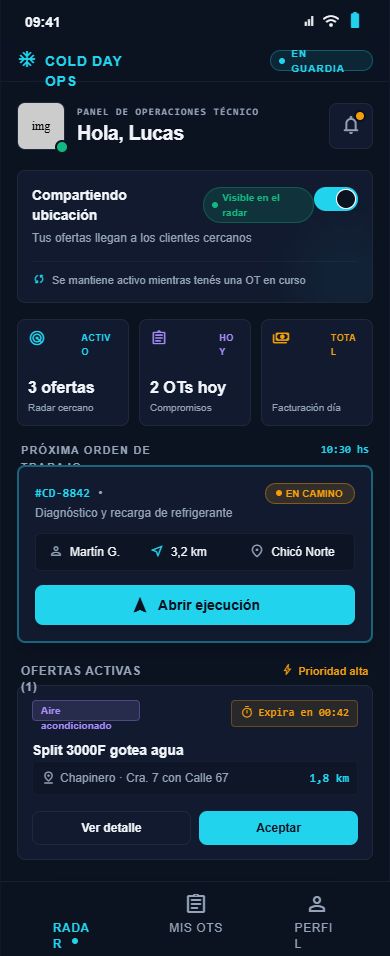 09:41
COLD DAY
OPS
EN
GUARDIA
img
PANEL DE OPERACIONES TÉCNICO
Hola, Lucas
Compartiendo
ubicación
Visible en el
radar
Tus ofertas llegan a los clientes cercanos
Se mantiene activo mientras tenés una OT en curso
ACTIV
O
3 ofertas
Radar cercano
HO
Y
2 OTs hoy
Compromisos
TOTA
L
Facturación día
PRÓXIMA ORDEN DE
TRABAJO
10:30 hs
#CD-8842 •
EN CAMINO
Diagnóstico y recarga de refrigerante
Martín G.
3,2 km
Chicó Norte
Abrir ejecución
OFERTAS ACTIVAS
(1)
Prioridad alta
Aire
acondicionado
Expira en 00:42
Split 3000F gotea agua
Chapinero · Cra. 7 con Calle 67
1,8 km
Ver detalle
Aceptar
RADA
R
MIS OTS
PERFI
L